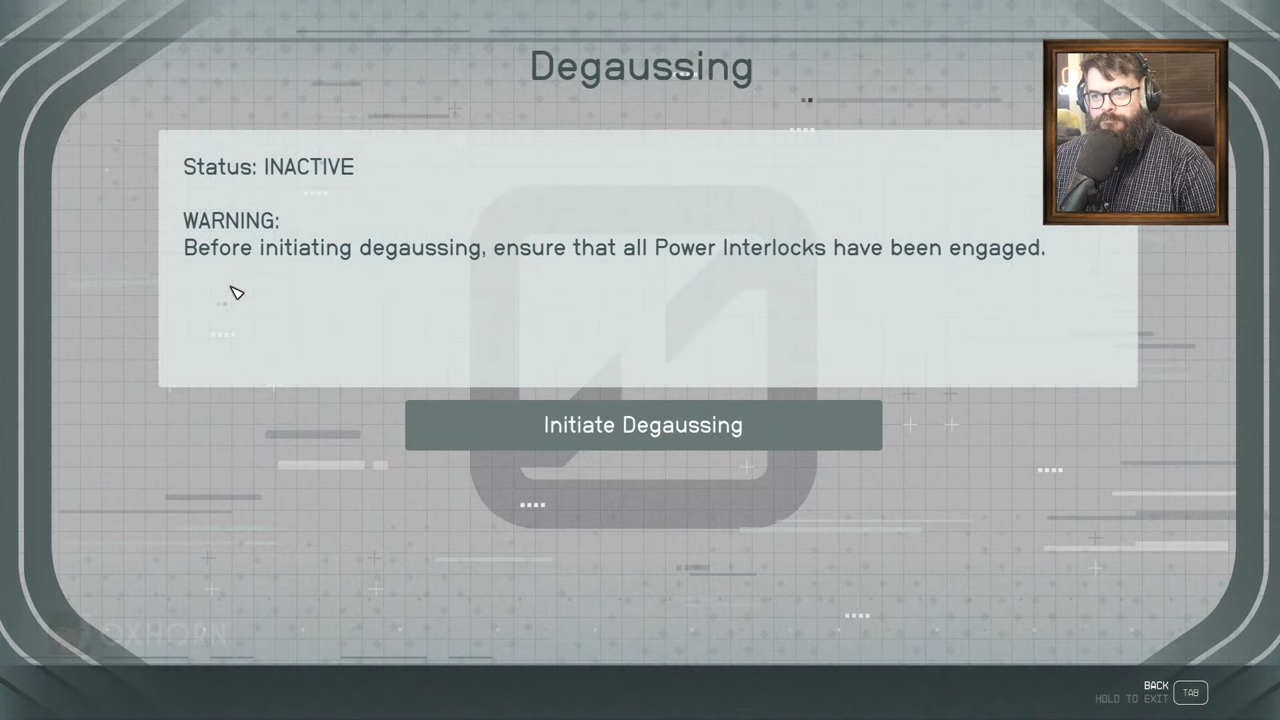 Degaussing
Status: INACTIVE
WARNING:
Before initiating degaussing, ensure that all Power Interlocks have been engaged.
Initiate Degaussing
OXHORN
BACK
HOLD TO EXIT TAB